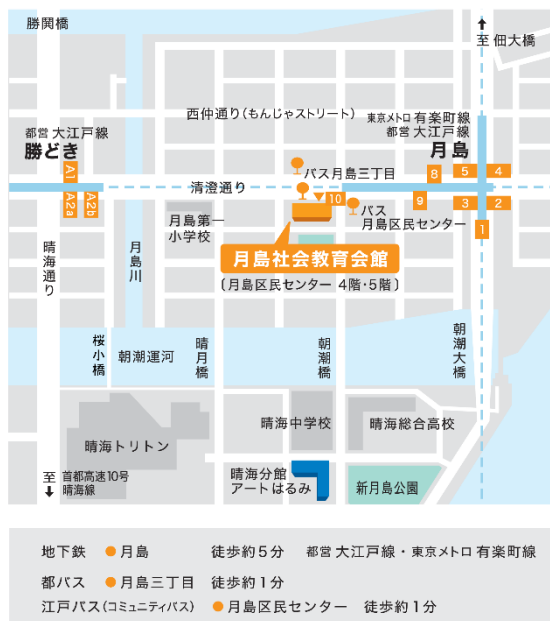 勝鬨橋
至 佃大橋
西仲通り(もんじゃストリート)
東京メトロ 有楽町線
都営 大江戸線
月島
都営 大江戸線
勝どき
A1
A2a
A2b
清澄通り
バス月島三丁目
10
8
5
4
9
3
2
1
バス
月島区民センター
月島第一
小学校
月島社会教育会館
〔月島区民センター 4階・5階〕
晴海通り
月島川
桜小橋
朝潮運河
晴月橋
朝潮橋
朝潮大橋
晴海トリトン
晴海中学校
晴海総合高校
晴海分館
アートはるみ
新月島公園
至 首都高速10号
晴海線
地下鉄 ●月島 徒歩約5分 都営 大江戸線・東京メトロ 有楽町線
都バス ●月島三丁目 徒歩約1分
江戸バス(コミュニティバス) ●月島区民センター 徒歩約1分